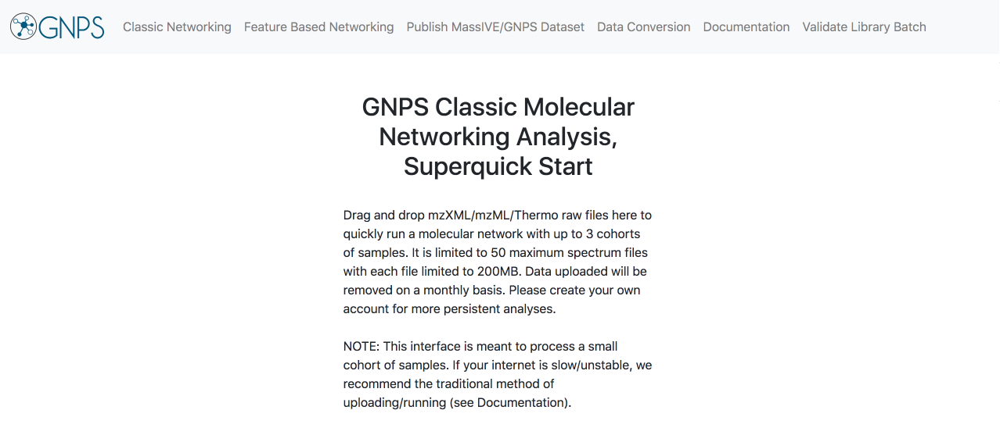 GNPS Classic Networking Feature Based Networking Publish MassIVE/GNPS Dataset Data Conversion Documentation Validate Library Batch
GNPS Classic Molecular
Networking Analysis,
Superquick Start
Drag and drop mzXML/mzML/Thermo raw files here to
quickly run a molecular network with up to 3 cohorts
of samples. It is limited to 50 maximum spectrum files
with each file limited to 200MB. Data uploaded will be
removed on a monthly basis. Please create your own
account for more persistent analyses.
NOTE: This interface is meant to process a small
cohort of samples. If your internet is slow/unstable, we
recommend the traditional method of
uploading/running (see Documentation).